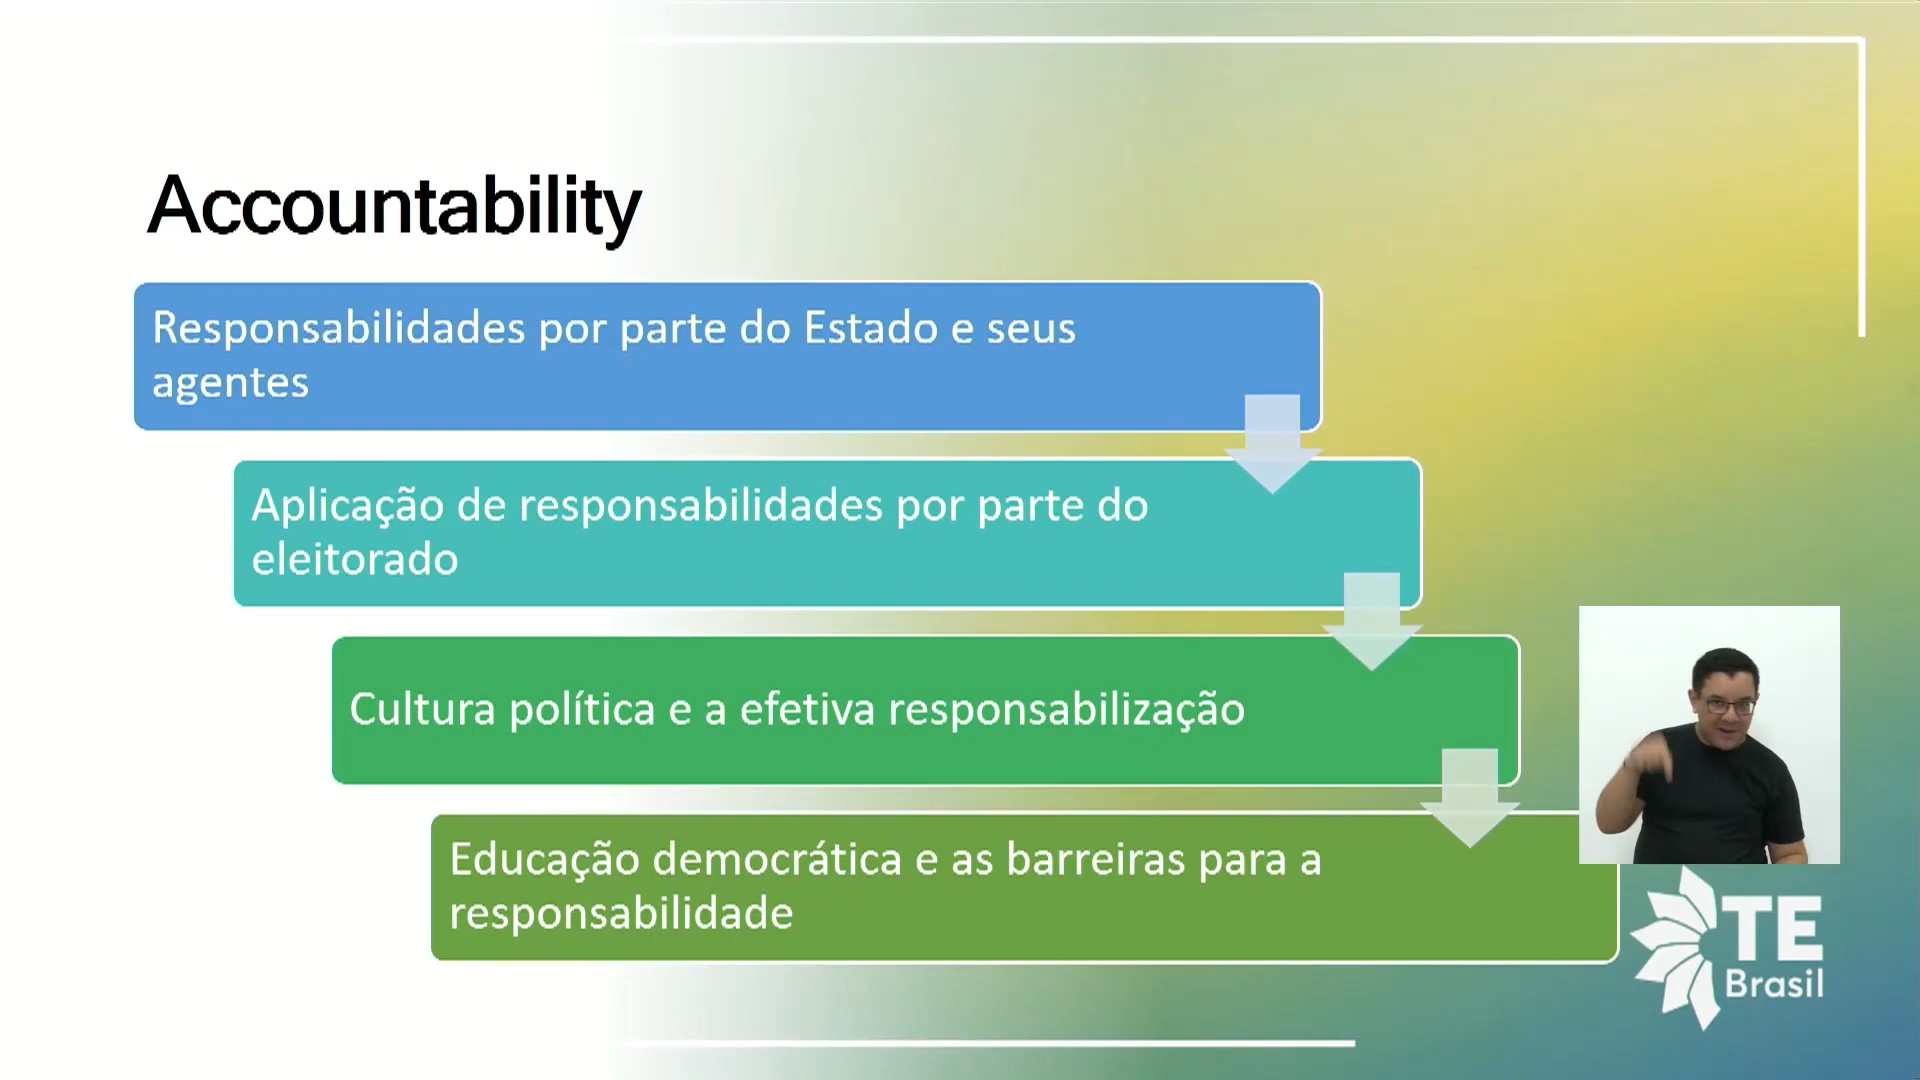 Accountability
Responsabilidades por parte do Estado e seus
agentes
Aplicação de responsabilidades por parte do
eleitorado
Cultura política e a efetiva responsabilização
Educação democrática e as barreiras para a
responsabilidade
TE
Brasil